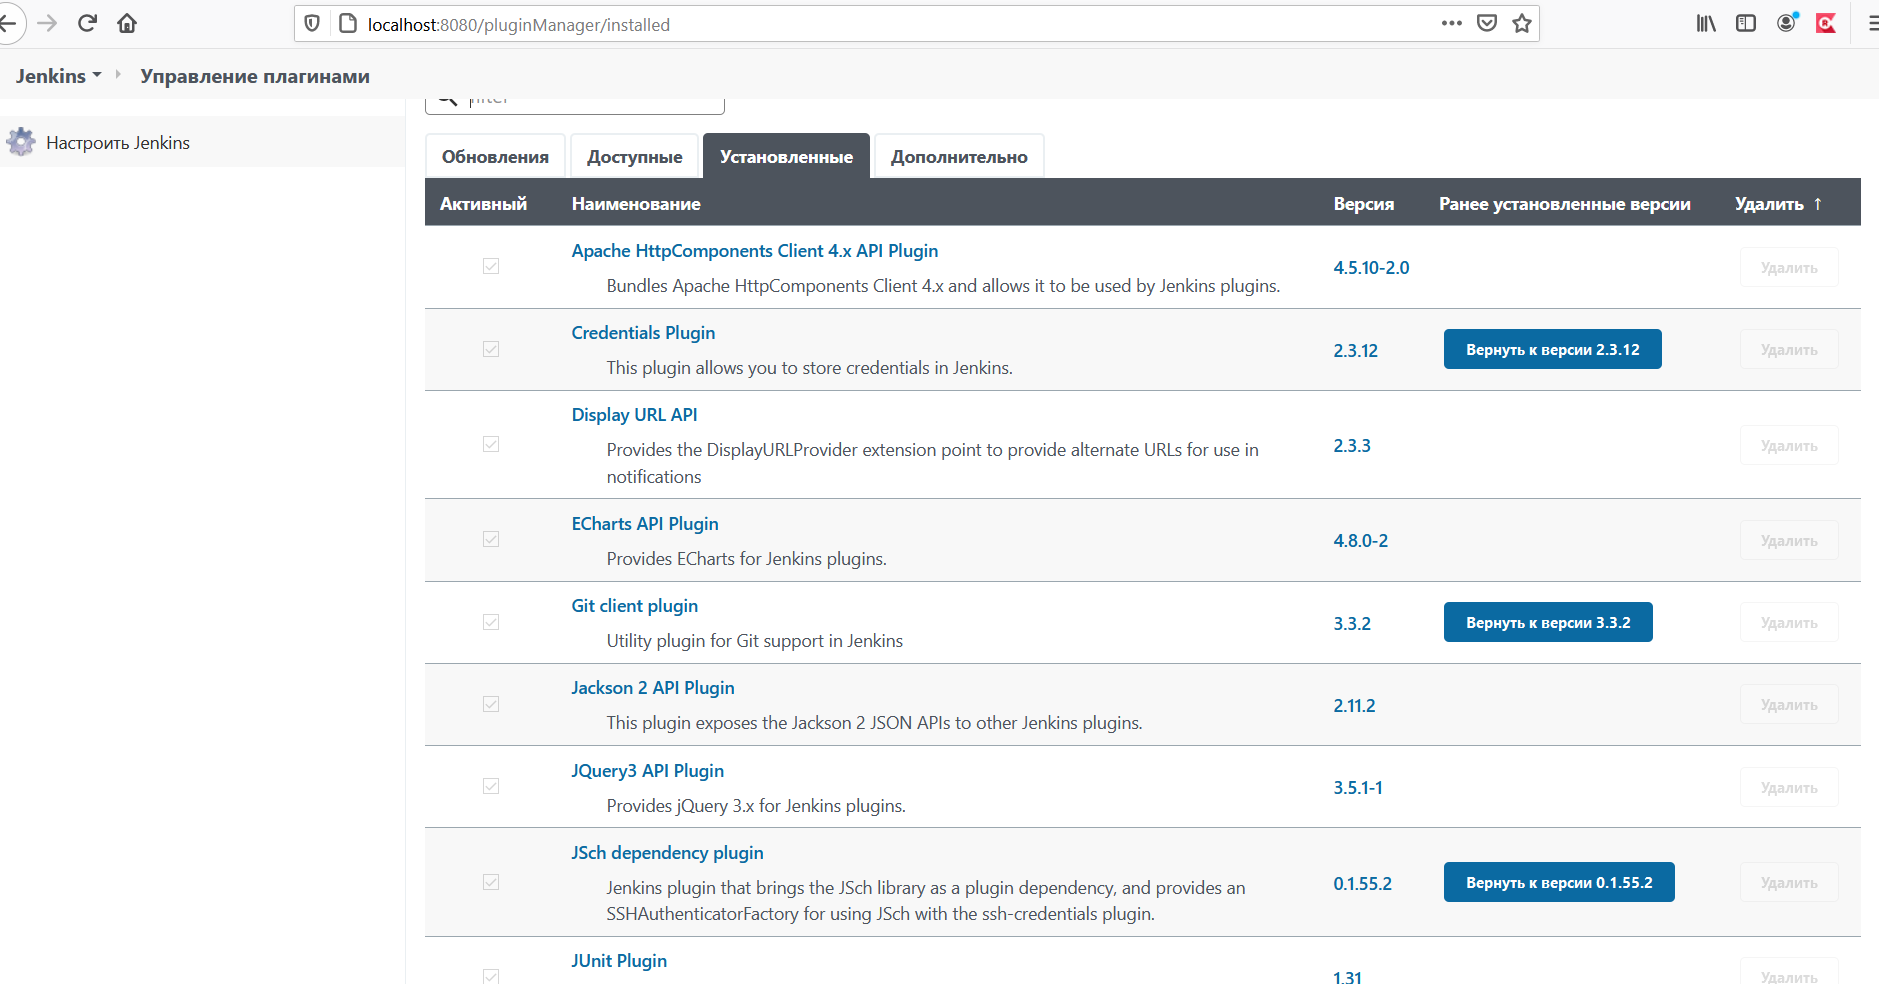 localhost:8080/pluginManager/installed
Jenkins
Управление плагинами
filter
Настроить Jenkins
Обновления
Доступные
Установленные
Дополнительно
Активный
Наименование
Версия
Ранее установленные версии
Удалить ↑
Apache HttpComponents Client 4.x API Plugin
Bundles Apache HttpComponents Client 4.x and allows it to be used by Jenkins plugins.
4.5.10-2.0
Удалить
Credentials Plugin
This plugin allows you to store credentials in Jenkins.
2.3.12
Вернуть к версии 2.3.12
Удалить
Display URL API
Provides the DisplayURLProvider extension point to provide alternate URLs for use in
notifications
2.3.3
Удалить
ECharts API Plugin
Provides ECharts for Jenkins plugins.
4.8.0-2
Удалить
Git client plugin
Utility plugin for Git support in Jenkins
3.3.2
Вернуть к версии 3.3.2
Удалить
Jackson 2 API Plugin
This plugin exposes the Jackson 2 JSON APIs to other Jenkins plugins.
2.11.2
Удалить
JQuery3 API Plugin
Provides jQuery 3.x for Jenkins plugins.
3.5.1-1
Удалить
JSch dependency plugin
Jenkins plugin that brings the JSch library as a plugin dependency, and provides an
SSHAuthenticatorFactory for using JSch with the ssh-credentials plugin.
0.1.55.2
Вернуть к версии 0.1.55.2
Удалить
JUnit Plugin
1.31
Удалить